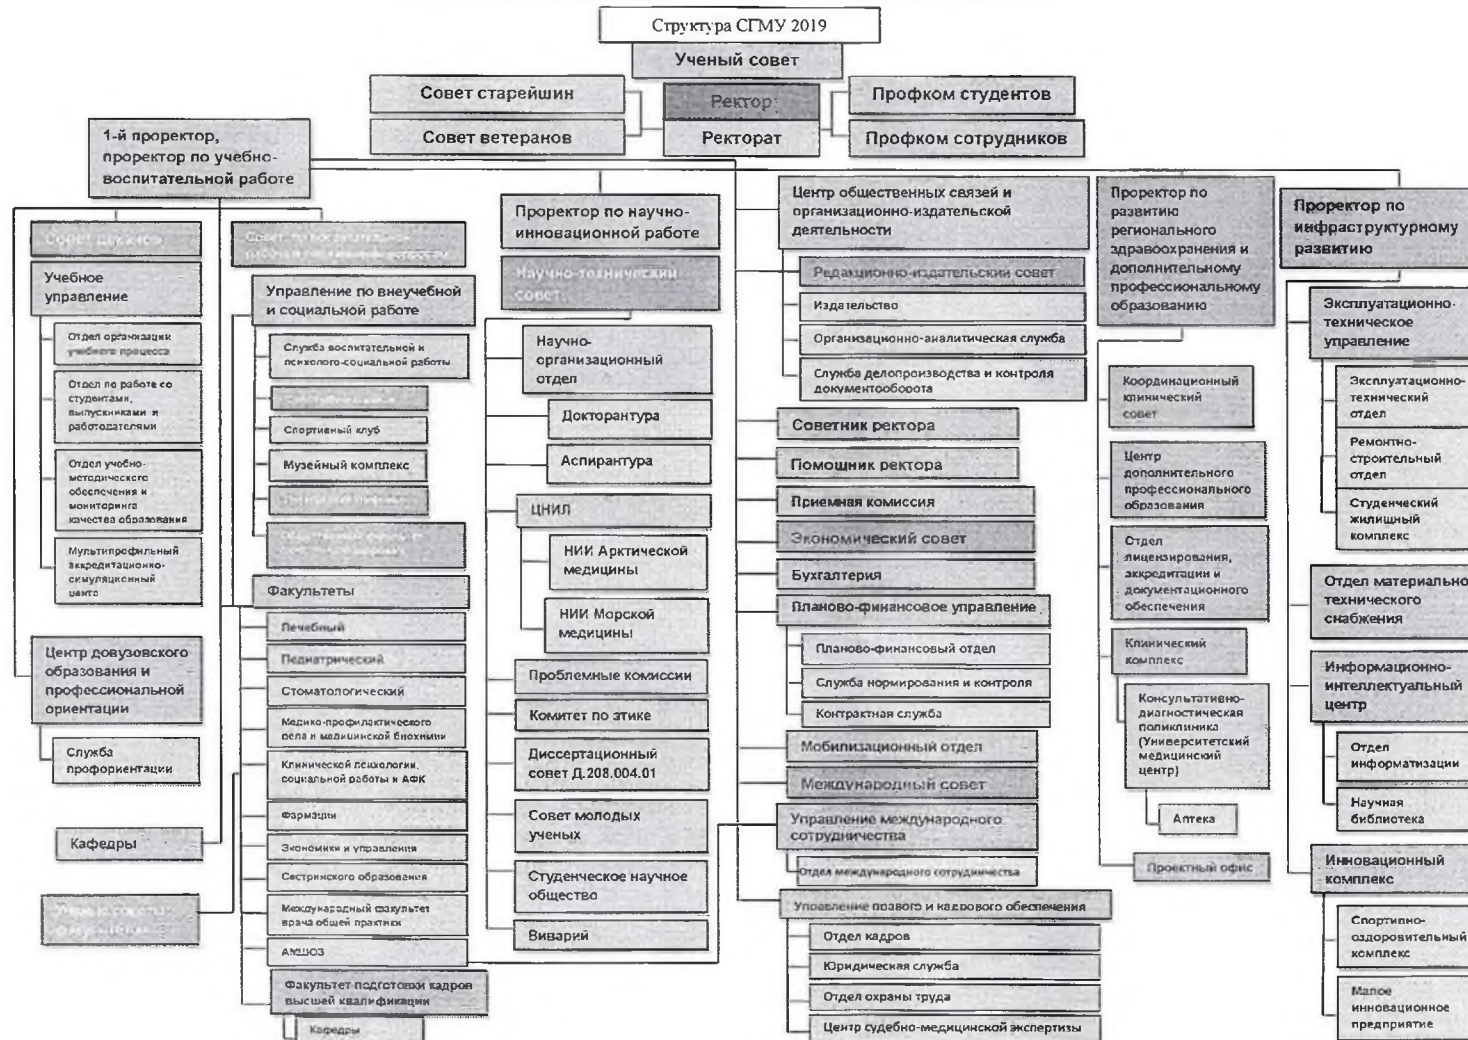 Структура СГМУ 2019
Ученый совет
Совет старейшин
Ректор
Профком студентов
Совет ветеранов
Ректорат
Профком сотрудников
1-й проректор,
проректор по учебно-
воспитательной работе
Совет деканов
Учебное
управление
Отдел организации
учебного процесса
Отдел по работе со
студентами,
выпускниками и
работодателями
Отдел учебно-
методического
обеспечения и
мониторинга
качества образования
Мультипрофильный
аккредитационно-
симуляционный
центр
Центр довузовского
образования и
профессиональной
ориентации
Служба
профориентации
Кафедры
Управление по внеучебной
и социальной работе
Служба воспитательной и
психолого-социальной работы
Спортивный клуб
Музейный комплекс
Факультеты
Лечебный
Педиатрический
Стоматологический
Медико-профилактического
дела и медицинской биохимии
Клинической психологии,
социальной работы и АФК
Фармации
Экономики и управления
Сестринского образования
Международный факультет
врача общей практики
АМШОЗ
Факультет подготовки кадров
высшей квалификации
Кафедры
Проректор по научно-
инновационной работе
Научно-технический
совет
Научно-
организационный
отдел
Докторантура
Аспирантура
ЦНИЛ
НИИ Арктической
медицины
НИИ Морской
медицины
Проблемные комиссии
Комитет по этике
Диссертационный
совет Д.208.004.01
Совет молодых
ученых
Студенческое научное
общество
Виварий
Центр общественных связей и
организационно-издательской
деятельности
Редакционно-издательский совет
Издательство
Организационно-аналитическая служба
Служба делопроизводства и контроля
документооборота
Советник ректора
Помощник ректора
Приемная комиссия
Экономический совет
Бухгалтерия
Планово-финансовое управление
Планово-финансовый отдел
Служба нормирования и контроля
Контрактная служба
Мобилизационный отдел
Международный совет
Управление международного
сотрудничества
Отдел международного сотрудничества
Управление позвого и кадрового обеспечения
Отдел кадров
Юридическая служба
Отдел охраны труда
Центр судебно-медицинской экспертизы
Проректор по
развитию
регионального
здравоохранения и
дополнительному
профессиональному
образованию
Координационный
клинический
совет
Центр
дополнительного
профессионального
образования
Отдел
лицензирования,
аккредитации и
документационного
обеспечения
Клинический
комплекс
Консультативно-
диагностическая
поликлиника
(Университетский
медицинский
центр)
Аптека
Проектный офис
Проректор по
инфраструктурному
развитию
Эксплуатационно-
техническое
управление
Эксплуатационно-
технический
отдел
Ремонтно-
строительный
отдел
Студенческий
жилищный
комплекс
Отдел материально
технического
снабжения
Информационно-
интеллектуальный
центр
Отдел
информатизации
Научная
библиотека
Инновационный
комплекс
Спортивно-
оздоровительный
комплекс
Малое
инновационное
предприятие